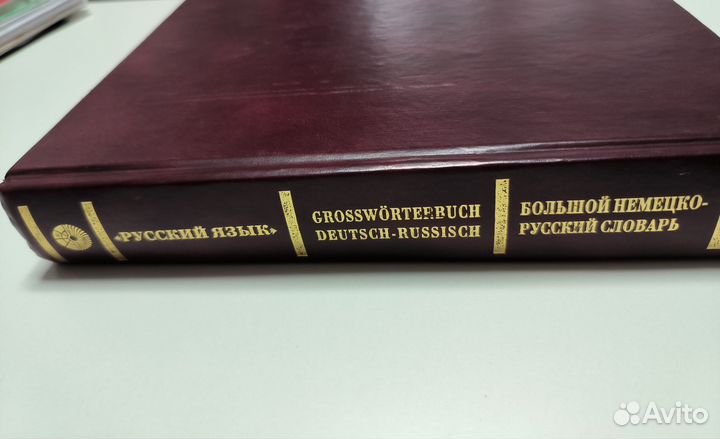 «РУССКИЙ ЯЗЫК»
GROSSWÖRTERBUCH
DEUTSCH-RUSSISCH
БОЛЬШОЙ НЕМЕЦКО-
РУССКИЙ СЛОВАРЬ
Avito